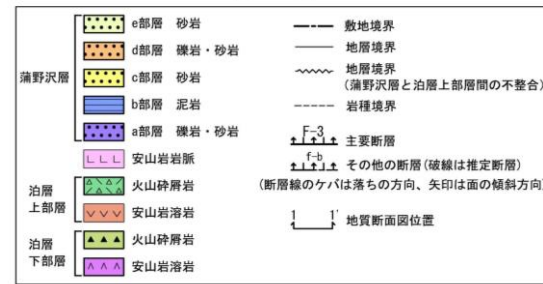 蒲野沢層
e部層 砂岩
d部層 礫岩・砂岩
c部層 砂岩
b部層 泥岩
a部層 礫岩・砂岩
安山岩岩脈
泊層
上部層
火山砕屑岩
安山岩溶岩
泊層
下部層
火山砕屑岩
安山岩溶岩
敷地境界
地層境界
地層境界
(蒲野沢層と泊層上部層間の不整合)
岩種境界
F-3
主要断層
f-b
その他の断層(破線は推定断層)
(断層線のケバは落ちの方向、矢印は面の傾斜方向)
1 1'
地質断面図位置